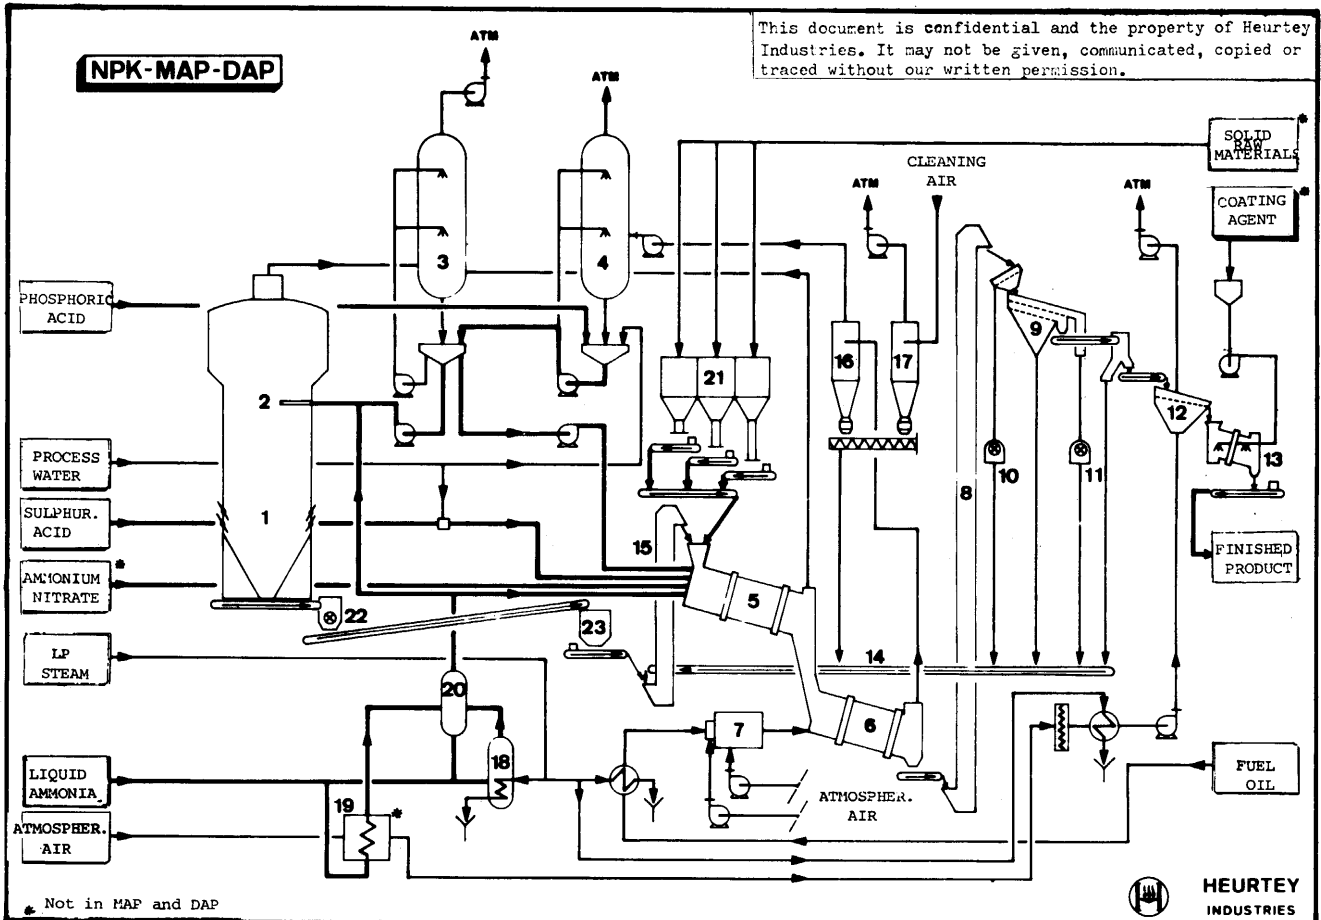 This document is confidential and the property of Heurtey
Industries. It may not be given, communicated, copied or
traced without our written permission.
NPK-MAP-DAP
ATM
ATM
SOLID
RAW
MATERIALS
*
CLEANING
AIR
ATM
ATM
COATING
AGENT
*
3
4
PHOSPHORIC
ACID
2
16
17
9
21
12
13
PROCESS
WATER
10
11
8
SULPHUR.
ACID
1
15
FINISHED
PRODUCT
AMMONIUM
NITRATE
*
5
22
23
LP
STEAM
14
20
6
7
18
LIQUID
AMMONIA
FUEL
OIL
19
*
ATMOSPHER.
AIR
ATMOSPHER.
AIR
* Not in MAP and DAP
HEURTEY
INDUSTRIES